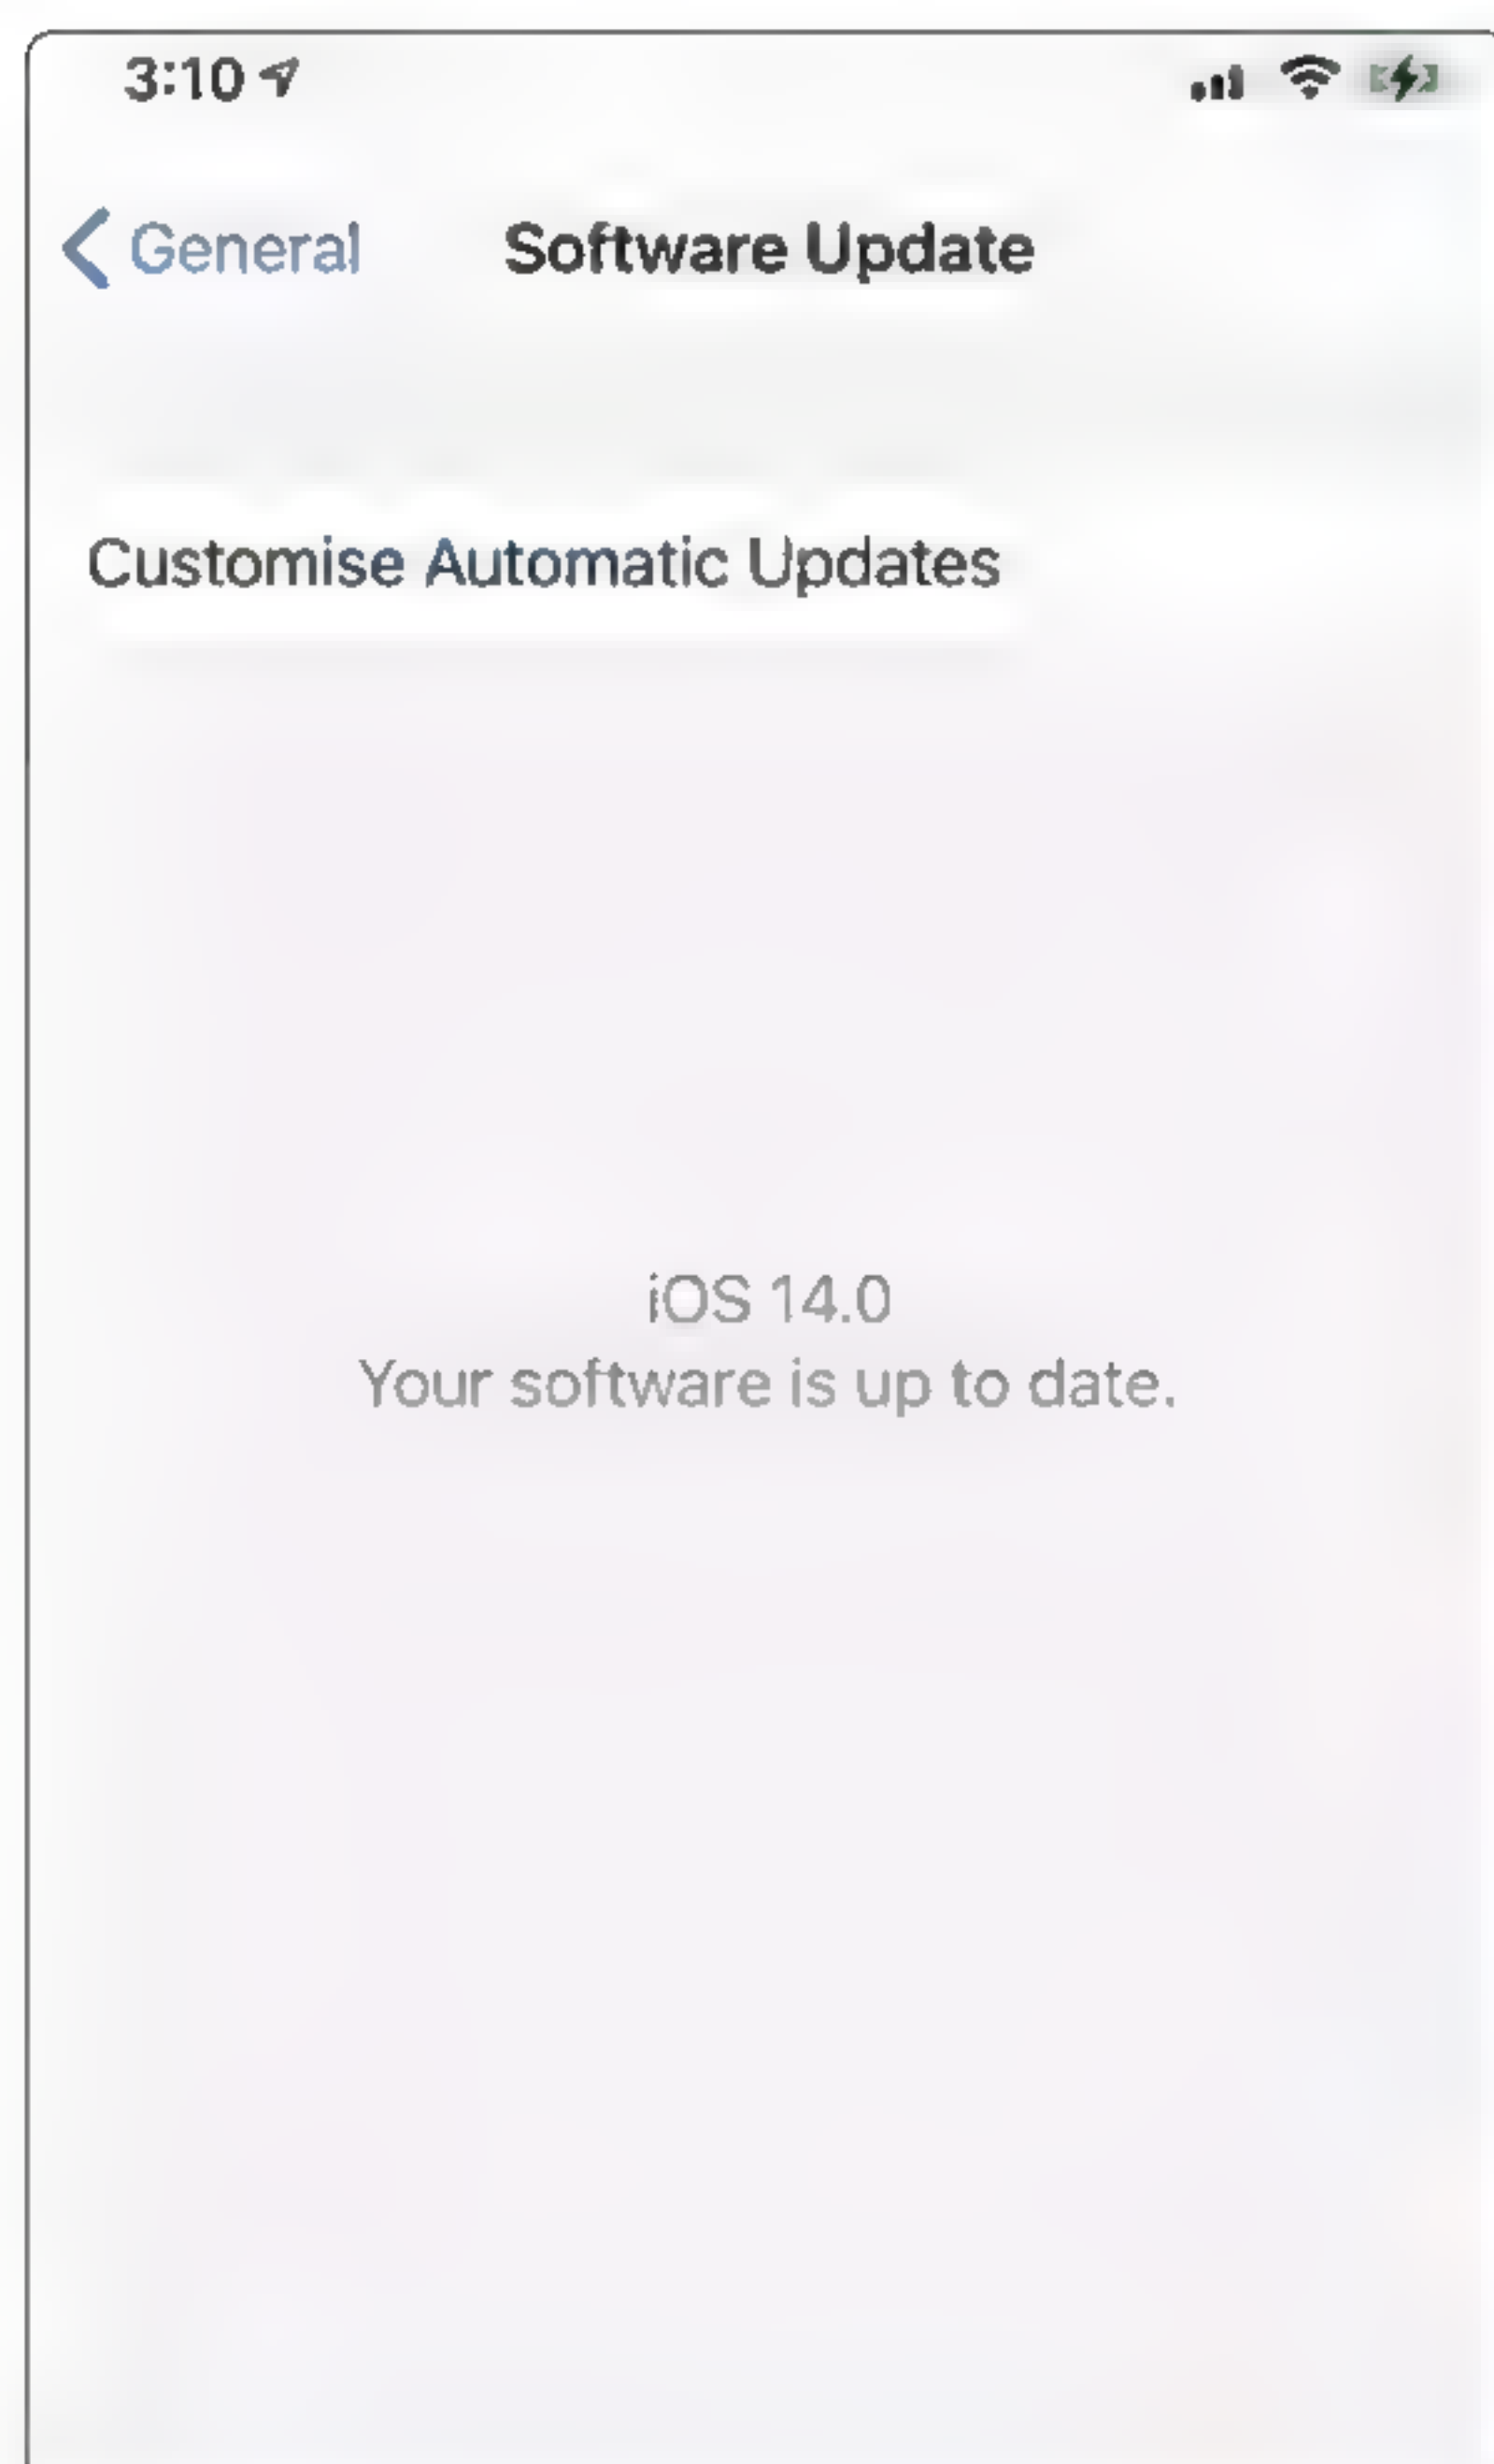 3:10
General Software Update
Customise Automatic Updates
iOS 14.0
Your software is up to date.